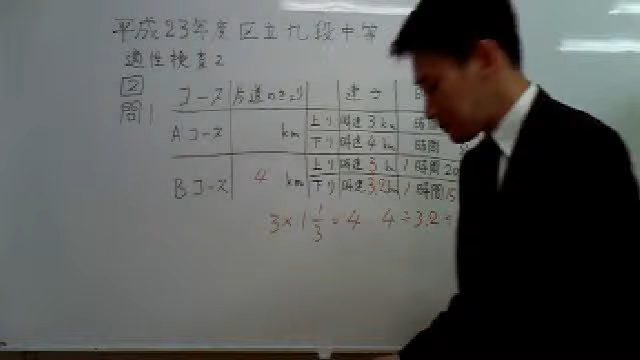 平成23年度区立九段中等
適性検査2
2
問1
コース 歩道のきょり 速さ 時
Aコース km 上り 時速3km 時間
下り 時速4km 時間
Bコース 4 km 上り 時速3km 1時間20
下り 時速3.2km 1時間15
3×1 1/3=4 4÷3.2=